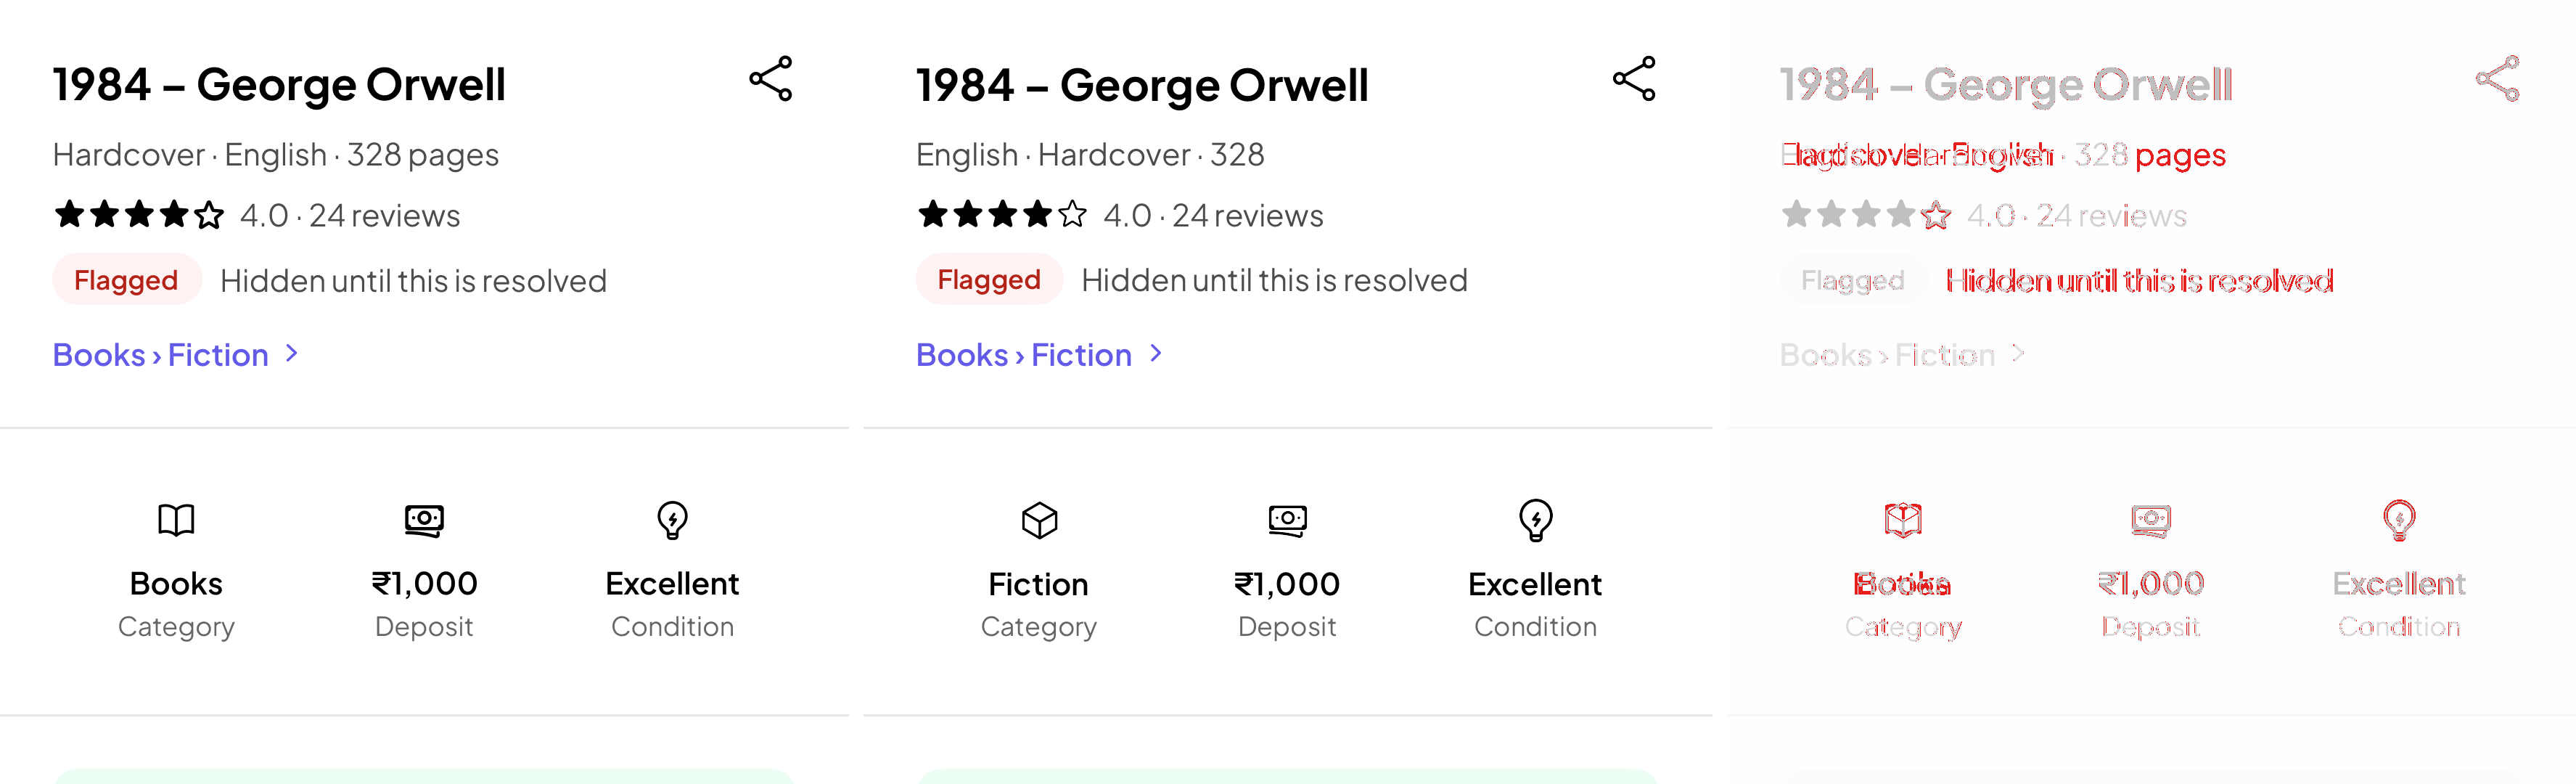 1984 – George Orwell
Hardcover · English · 328 pages
4.0 · 24 reviews
Flagged Hidden until this is resolved
Books › Fiction >
Books ₹1,000 Excellent
Category Deposit Condition
1984 – George Orwell
English · Hardcover · 328
4.0 · 24 reviews
Flagged Hidden until this is resolved
Books › Fiction >
Fiction ₹1,000 Excellent
Category Deposit Condition
1984 – George Orwell
328 pages
4.0 · 24 reviews
Flagged Hidden until this is resolved
Books › Fiction >
₹1,000 Excellent
Category Deposit Condition